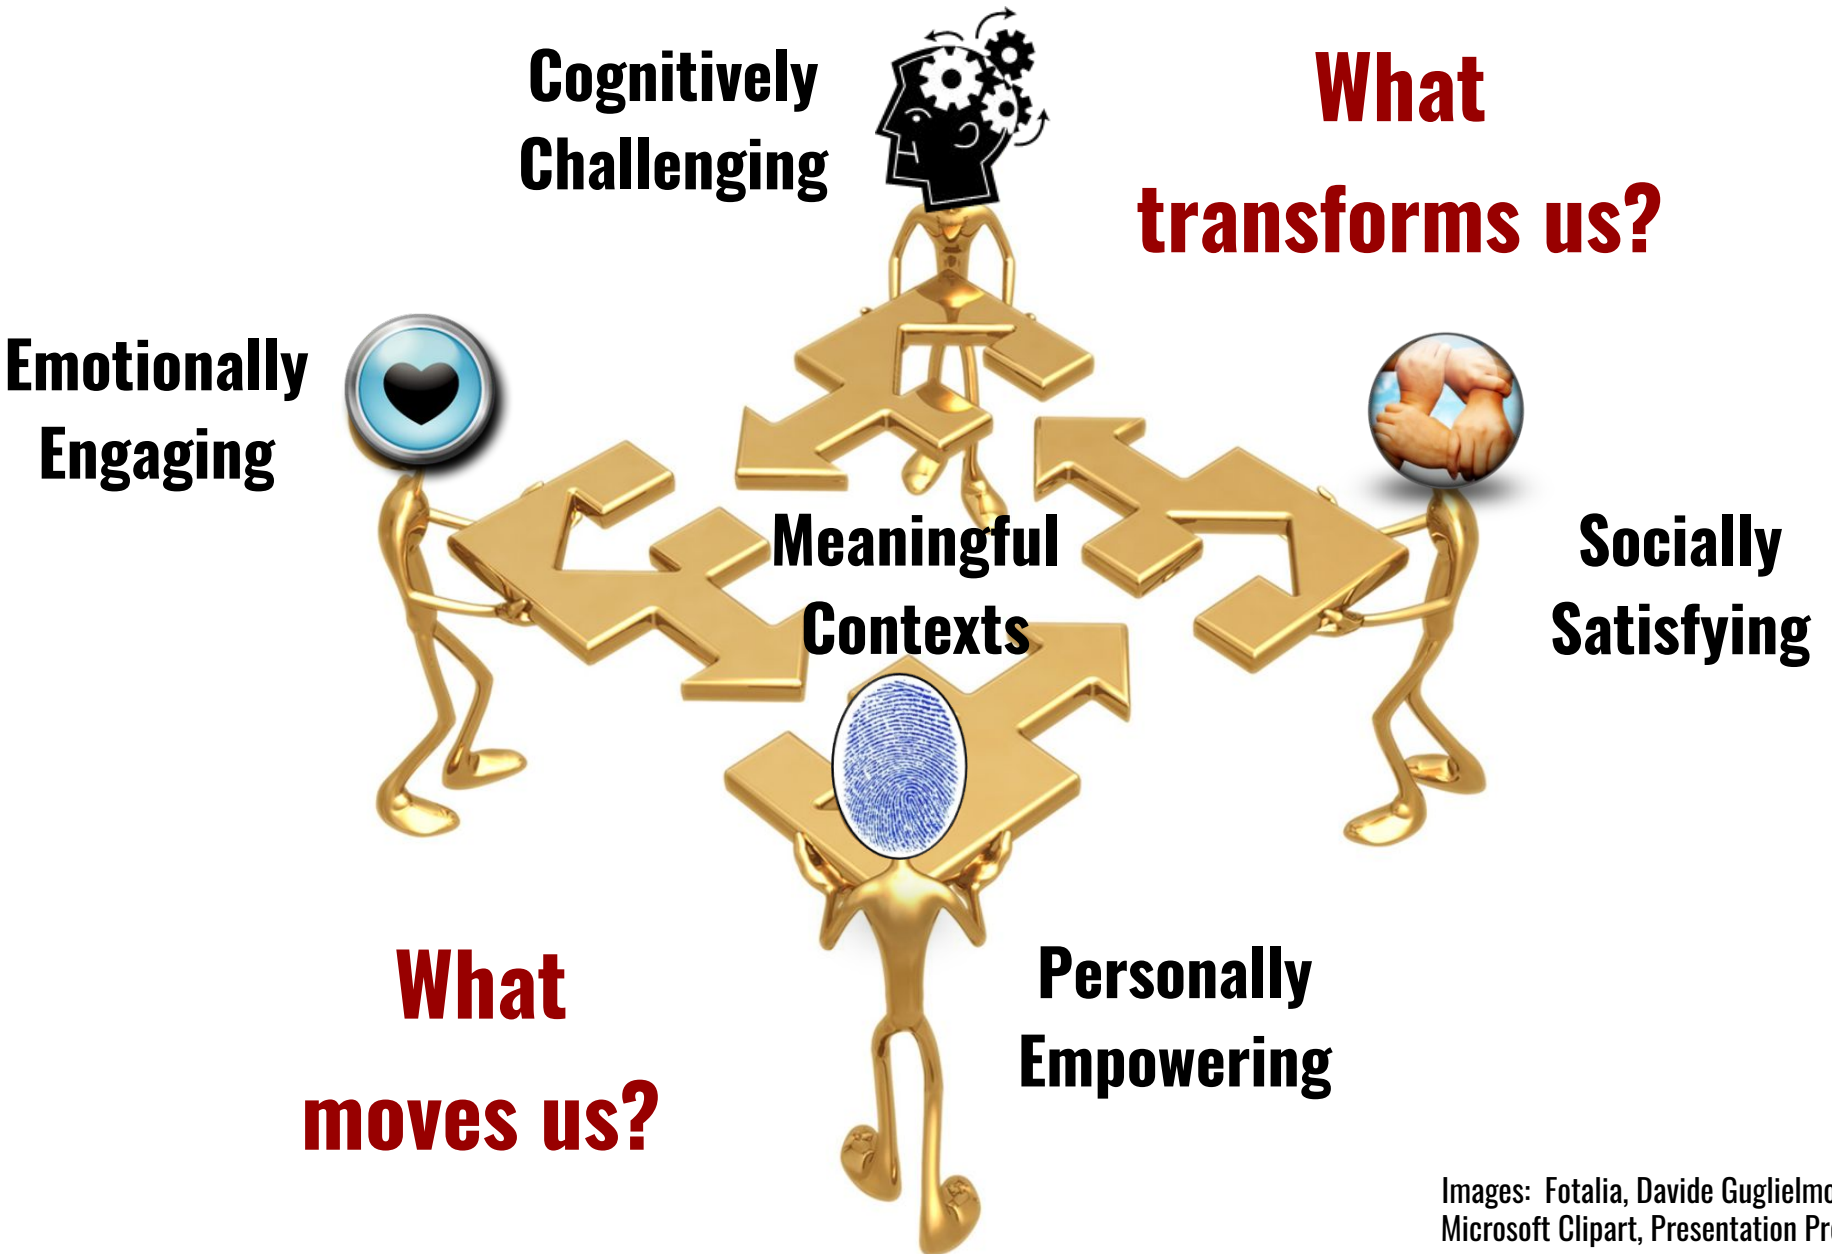 Cognitively
Challenging
What
transforms us?
Emotionally
Engaging
Meaningful
Contexts
Socially
Satisfying
What
moves us?
Personally
Empowering
Images: Fotalia, Davide Guglielmo
Microsoft Clipart, Presentation Pr